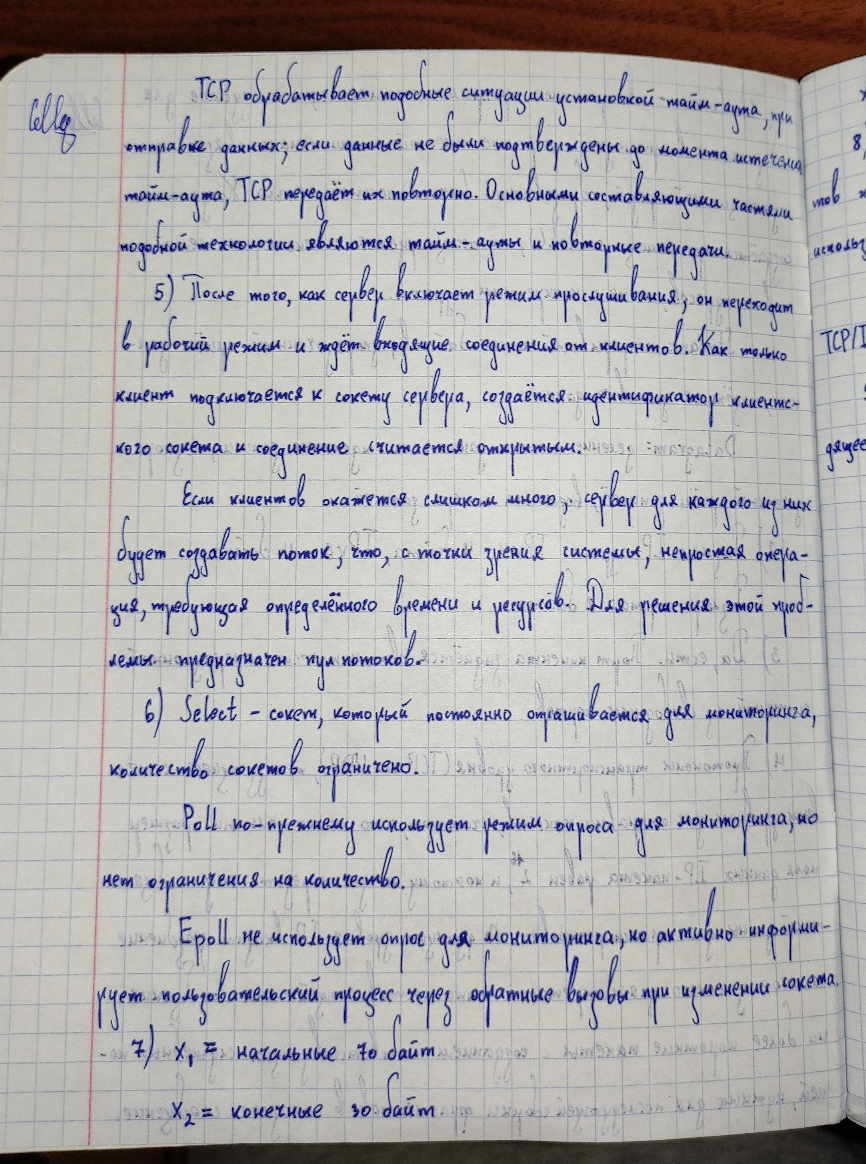 TCP обрабатывает подобные ситуации установкой тайм-аута, при
отправке данных; если данные не были подтверждены до момента истечения
тайм-аута, TCP передаёт их повторно. Основными составляющими частями
подобной технологии являются тайм-ауты и повторные передачи.
5) После того, как сервер включает режим прослушивания, он переходит
в рабочий режим и ждёт входящие соединения от клиентов. Как только
клиент подключается к сокету сервера, создаётся идентификатор клиентс-
кого сокета и соединение считается открытым.
Если клиентов окажется слишком много, сервер для каждого из них
будет создавать поток, что, с точки зрения системы, непростая опера-
ция, требующая определённого времени и ресурсов. Для решения этой проб-
лемы предназначен пул потоков.
6) Select - сокет, который постоянно опрашивается для мониторинга,
количество сокетов ограничено.
Poll по-прежнему использует режим опроса для мониторинга, но
нет ограничения на количество.
Epoll не использует опрос для мониторинга, но активно информи-
рует пользовательский процесс через обратные вызовы при изменении сокета.
7) x₁ = начальные 70 байт
x₂ = конечные 30 байт
8,
тов
использ
TCP/I
дящее